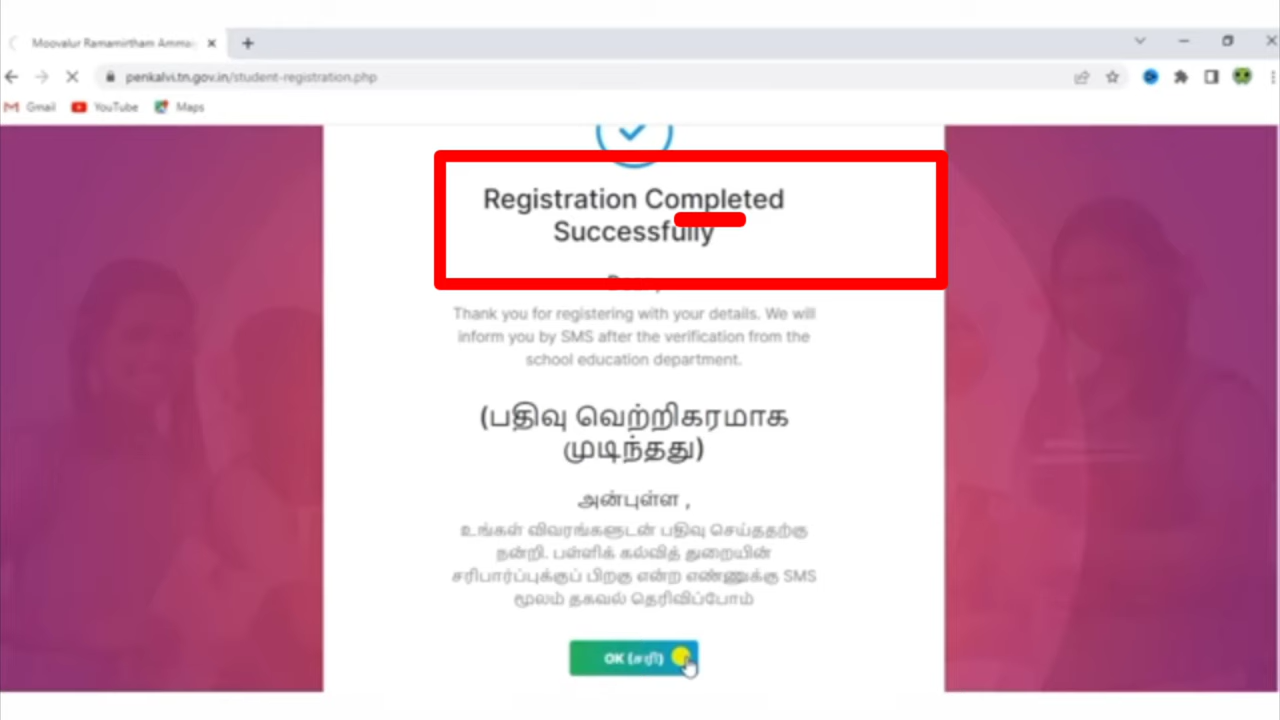 Moovalur Ramamirtham Amma
penkalvi.tn.gov.in/student-registration.php
Gmail YouTube Maps
Registration Completed
Successfully
Thank you for registering with your details. We will
inform you by SMS after the verification from the
school education department.
(பதிவு வெற்றிகரமாக
முடிந்தது)
அன்புள்ள ,
உங்கள் விவரங்களுடன் பதிவு செய்ததற்கு
நன்றி. பள்ளிக் கல்வித் துறையின்
சரிபார்ப்புக்குப் பிறகு என்ற எண்ணுக்கு SMS
மூலம் தகவல் தெரிவிப்போம்
OK (சரி)